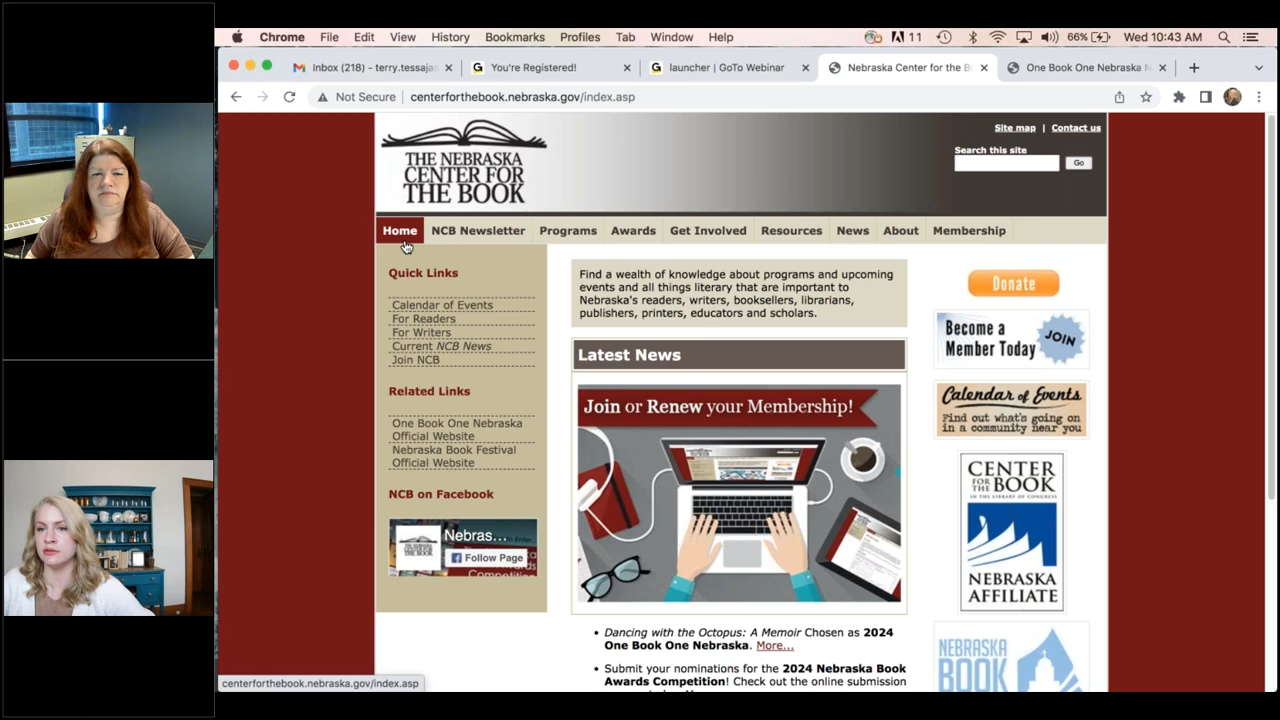 Chrome File Edit View History Bookmarks Profiles Tab Window Help
11
66%
Wed 10:43 AM
Inbox (218) - terry.tessajas
You're Registered!
launcher | GoTo Webinar
Nebraska Center for the B
One Book One Nebraska N
Not Secure | centerforthebook.nebraska.gov/index.asp
Site map | Contact us
Search this site
Go
THE NEBRASKA
CENTER FOR
THE BOOK
Home NCB Newsletter Programs Awards Get Involved Resources News About Membership
Quick Links
Calendar of Events
For Readers
For Writers
Current NCB News
Join NCB
Related Links
One Book One Nebraska
Official Website
Nebraska Book Festival
Official Website
NCB on Facebook
Nebras...
Follow Page
Find a wealth of knowledge about programs and upcoming
events and all things literary that are important to
Nebraska's readers, writers, booksellers, librarians,
publishers, printers, educators and scholars.
Latest News
Join or Renew your Membership!
• Dancing with the Octopus: A Memoir Chosen as 2024
One Book One Nebraska. More...
• Submit your nominations for the 2024 Nebraska Book
Awards Competition! Check out the online submission
Donate
Become a
Member Today
JOIN
Calendar of Events
Find out what's going on
in a community near you
CENTER
FOR THE BOOK
IN THE LIBRARY OF CONGRESS
NEBRASKA
AFFILIATE
NEBRASKA
BOOK
centerforthebook.nebraska.gov/index.asp